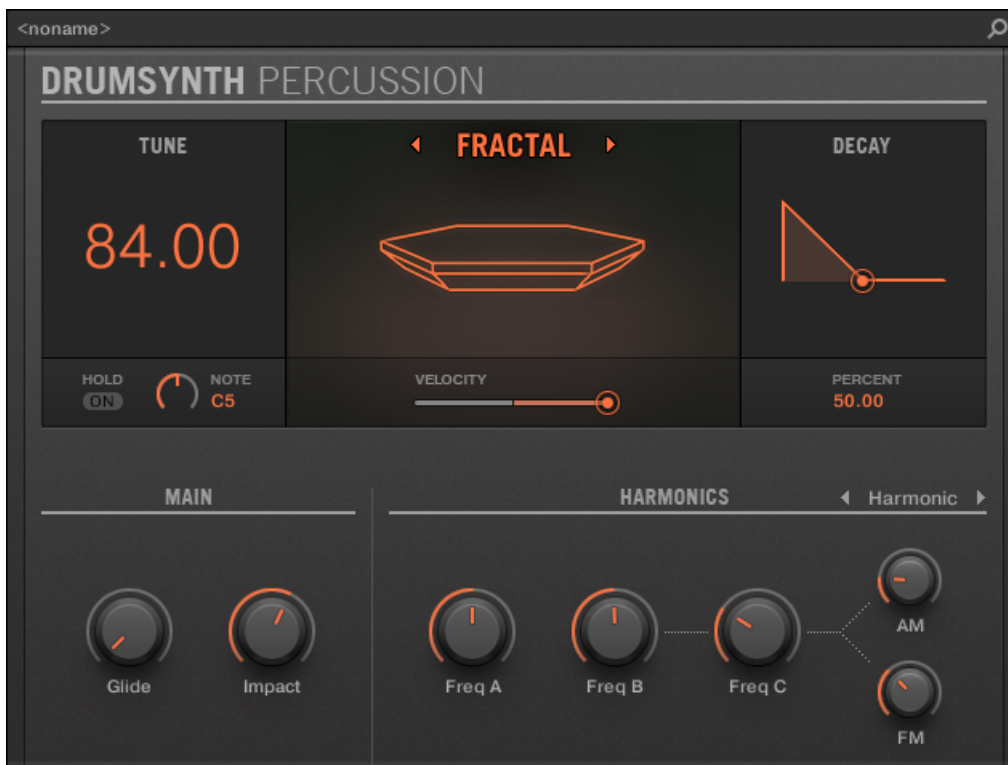 <noname>
DRUMSYNTH PERCUSSION
TUNE
FRACTAL
DECAY
84.00
HOLD
ON
NOTE
C5
VELOCITY
PERCENT
50.00
MAIN
HARMONICS
Harmonic
Glide
Impact
Freq A
Freq B
Freq C
AM
FM